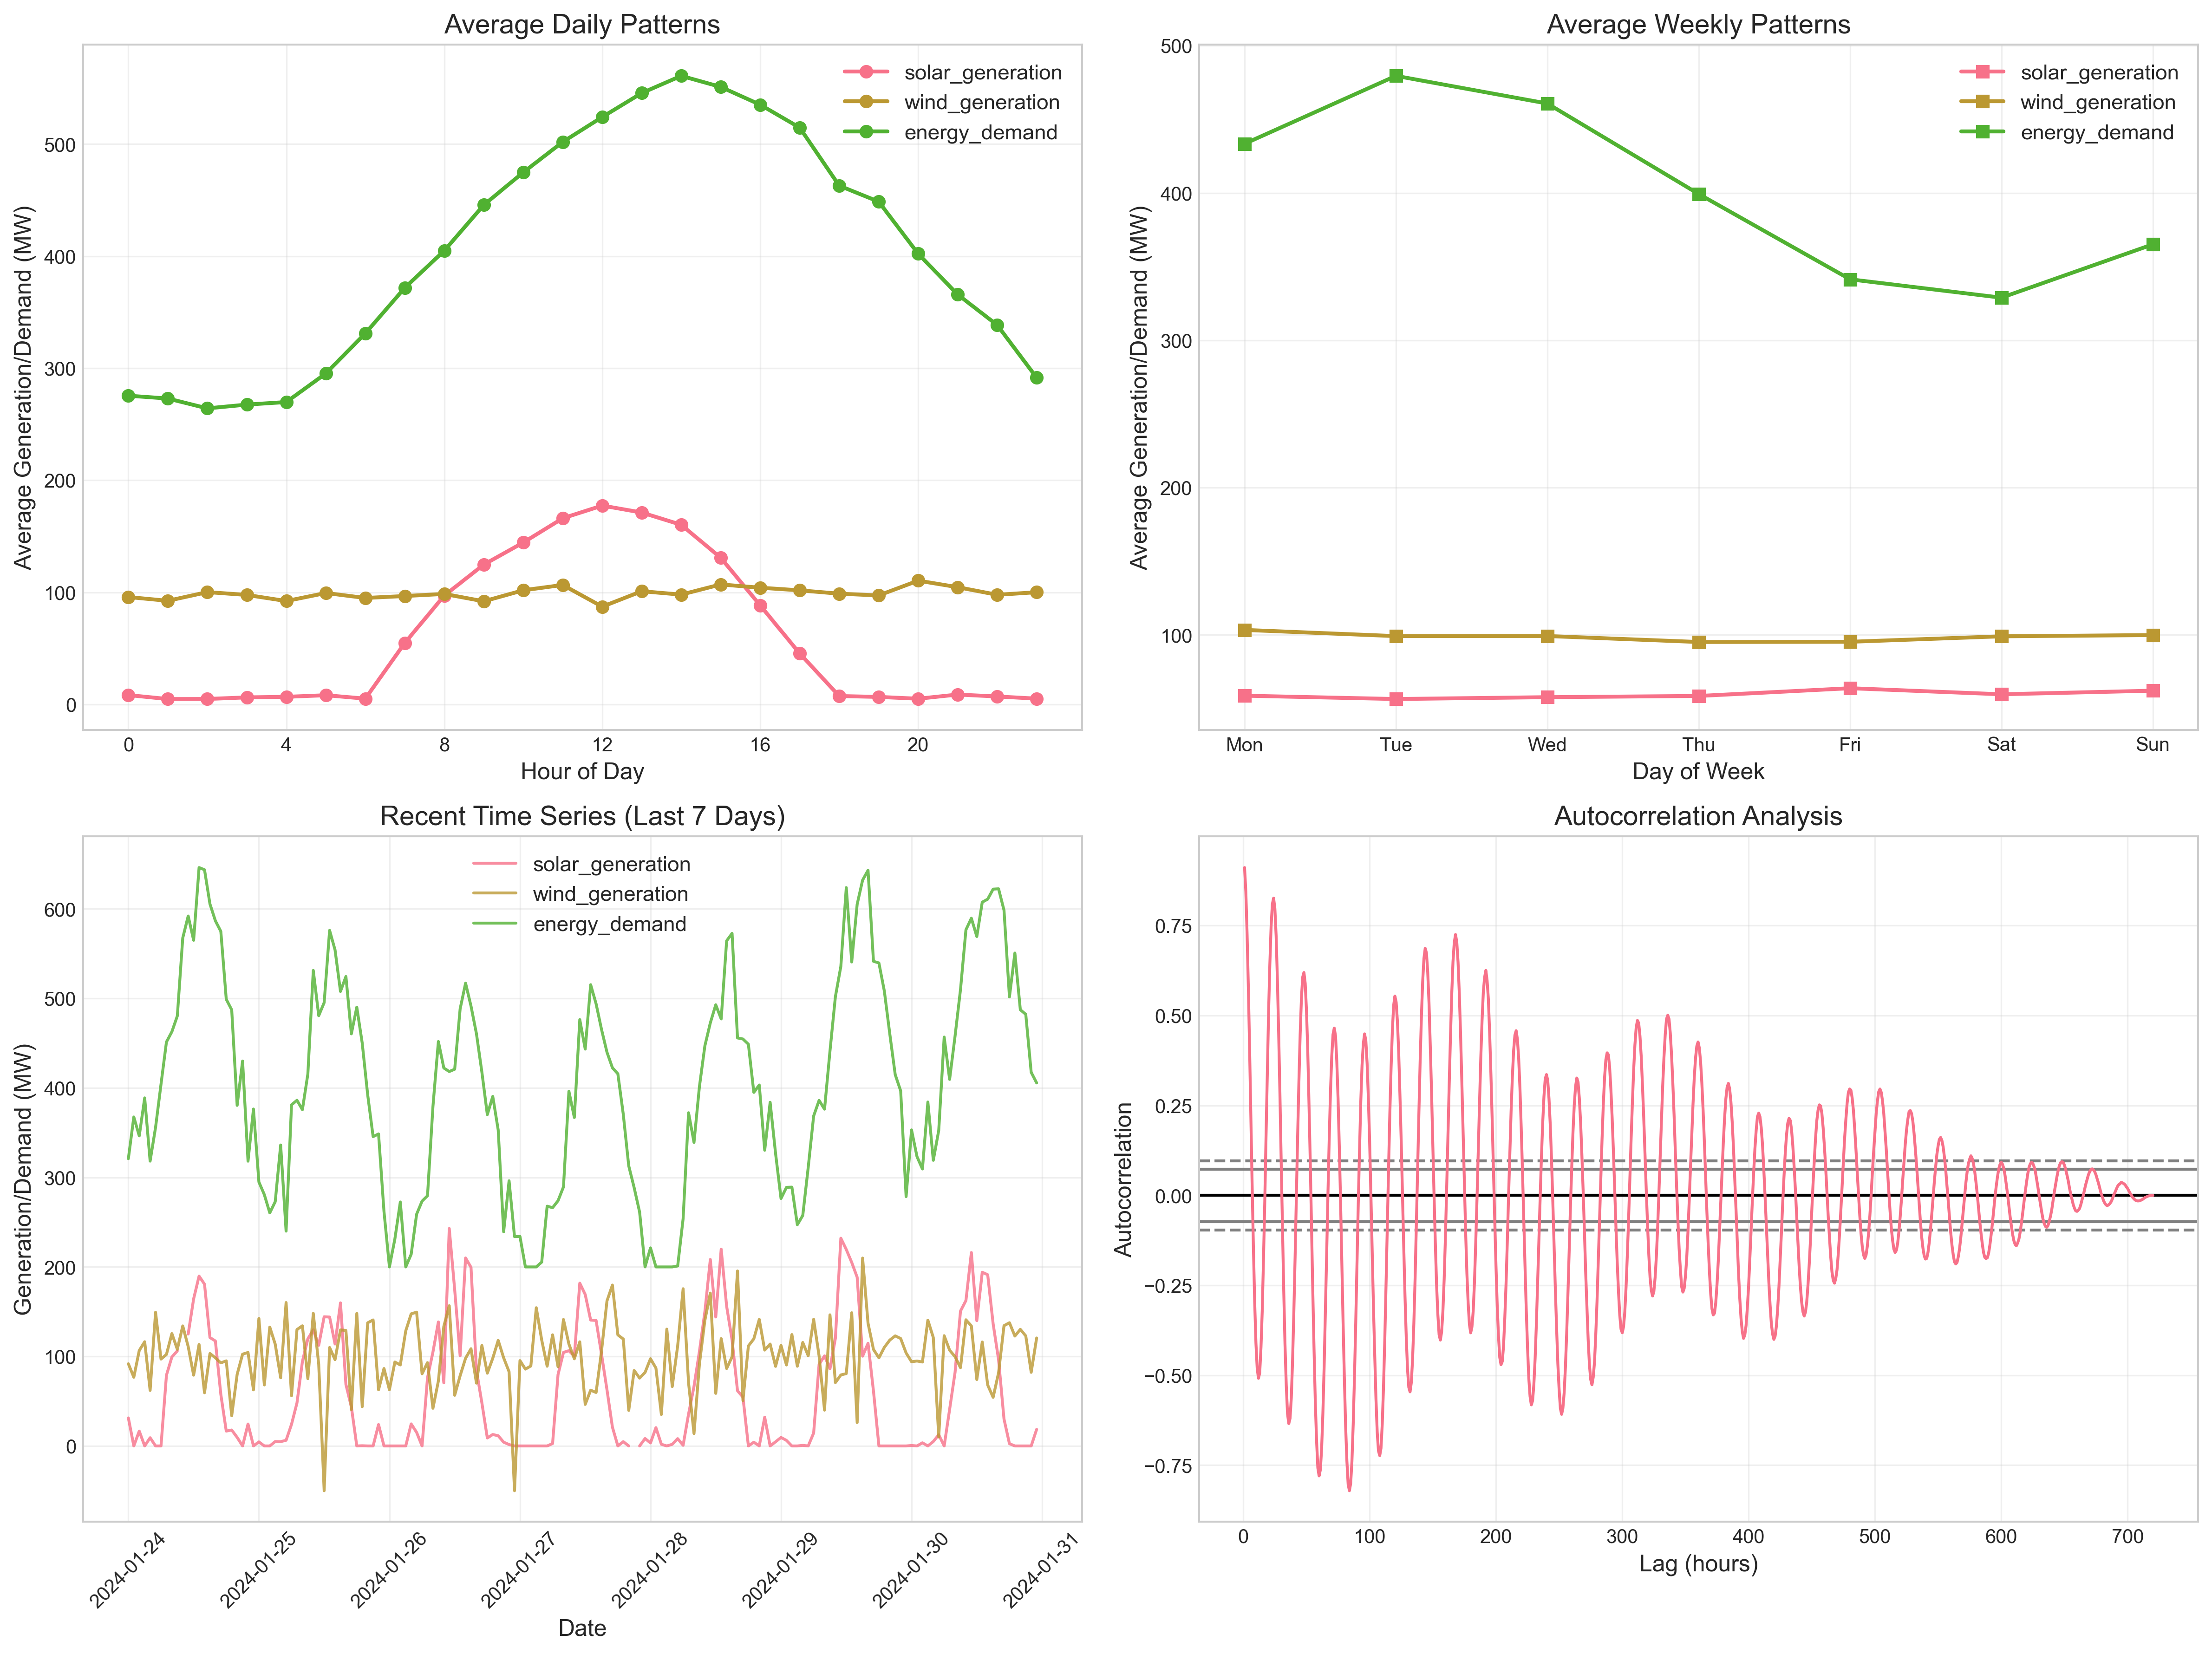 Average Daily Patterns
solar_generation
wind_generation
energy_demand
Average Generation/Demand (MW)
500
400
300
200
100
0
0 4 8 12 16 20
Hour of Day
Average Weekly Patterns
solar_generation
wind_generation
energy_demand
Average Generation/Demand (MW)
500
400
300
200
100
Mon Tue Wed Thu Fri Sat Sun
Day of Week
Recent Time Series (Last 7 Days)
solar_generation
wind_generation
energy_demand
Generation/Demand (MW)
600
500
400
300
200
100
0
2024-01-24 2024-01-25 2024-01-26 2024-01-27 2024-01-28 2024-01-29 2024-01-30 2024-01-31
Date
Autocorrelation Analysis
Autocorrelation
0.75
0.50
0.25
0.00
−0.25
−0.50
−0.75
0 100 200 300 400 500 600 700
Lag (hours)